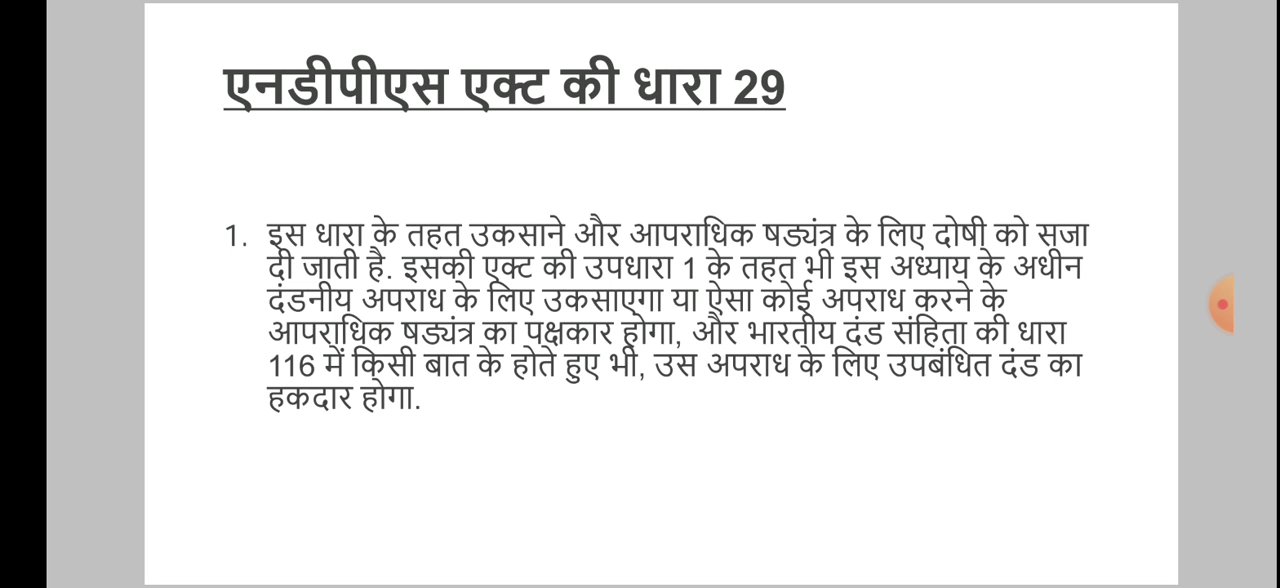 एनडीपीएस एक्ट की धारा 29
1. इस धारा के तहत उकसाने और आपराधिक षड्यंत्र के लिए दोषी को सजा
दी जाती है. इसकी एक्ट की उपधारा 1 के तहत भी इस अध्याय के अधीन
दंडनीय अपराध के लिए उकसाएगा या ऐसा कोई अपराध करने के
आपराधिक षड्यंत्र का पक्षकार होगा, और भारतीय दंड संहिता की धारा
116 में किसी बात के होते हुए भी, उस अपराध के लिए उपबंधित दंड का
हकदार होगा.